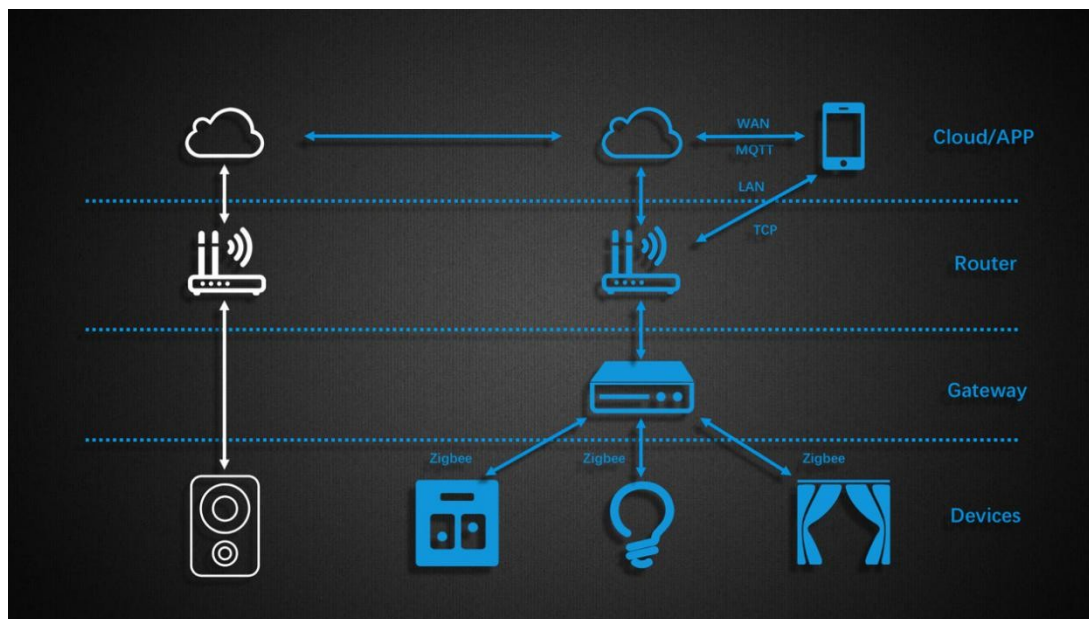 WAN
MQTT
Cloud/APP
LAN
TCP
Router
Gateway
Zigbee
Zigbee
Zigbee
Devices